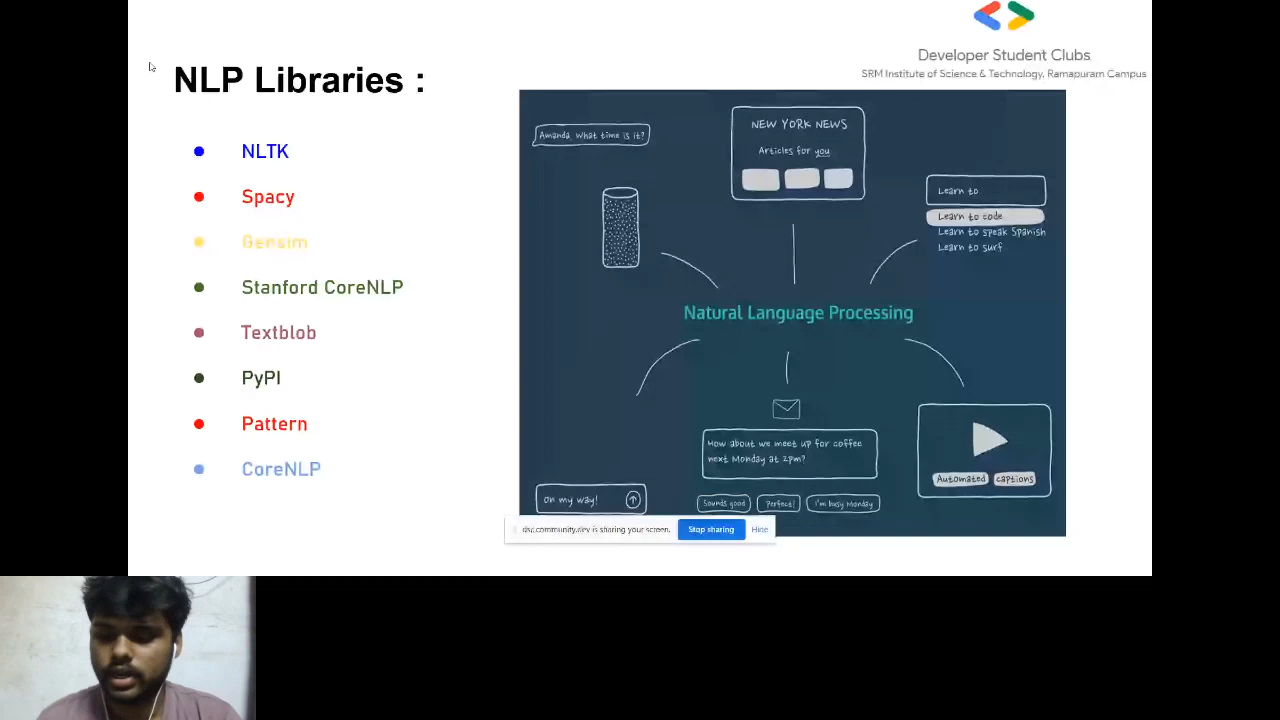 Developer Student Clubs
SRM Institute of Science & Technology, Ramapuram Campus
NLP Libraries :
NLTK
Spacy
Gensim
Stanford CoreNLP
Textblob
PyPI
Pattern
CoreNLP
Amanda, What time is it?
NEW YORK NEWS
Articles for you
Learn to
Learn to code
Learn to speak Spanish
Learn to surf
Natural Language Processing
How about we meet up for coffee
next Monday at 2pm?
Sounds good
Perfect!
I'm busy Monday
On my way!
Automated captions
dsc.community.dev is sharing your screen.
Stop sharing
Hide